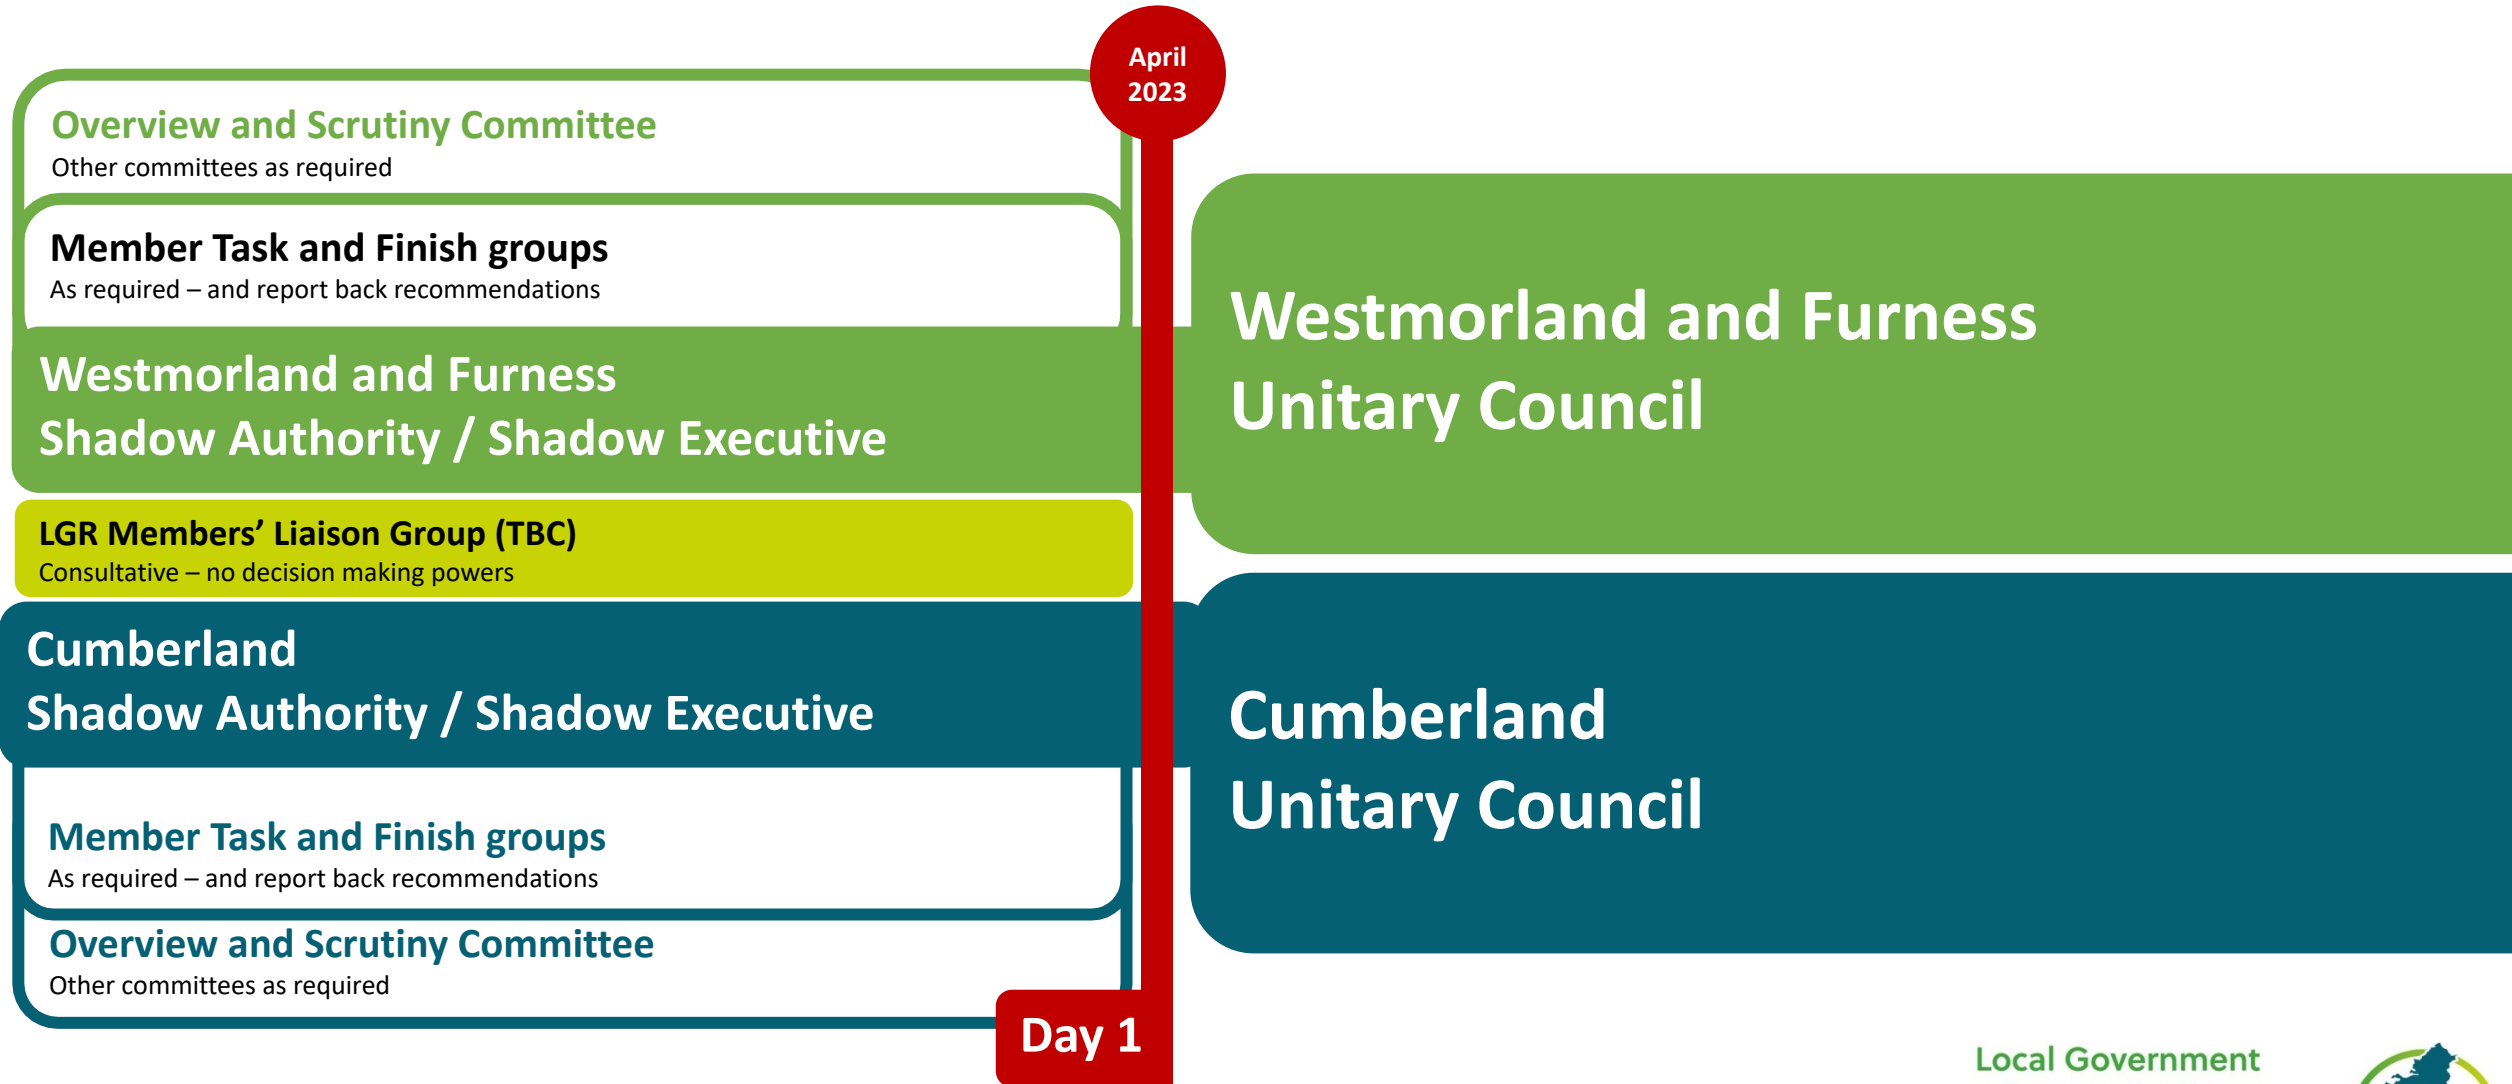 April
2023
Overview and Scrutiny Committee
Other committees as required
Member Task and Finish groups
As required – and report back recommendations
Westmorland and Furness
Shadow Authority / Shadow Executive
LGR Members’ Liaison Group (TBC)
Consultative – no decision making powers
Cumberland
Shadow Authority / Shadow Executive
Member Task and Finish groups
As required – and report back recommendations
Overview and Scrutiny Committee
Other committees as required
Day 1
Westmorland and Furness
Unitary Council
Cumberland
Unitary Council
Local Government